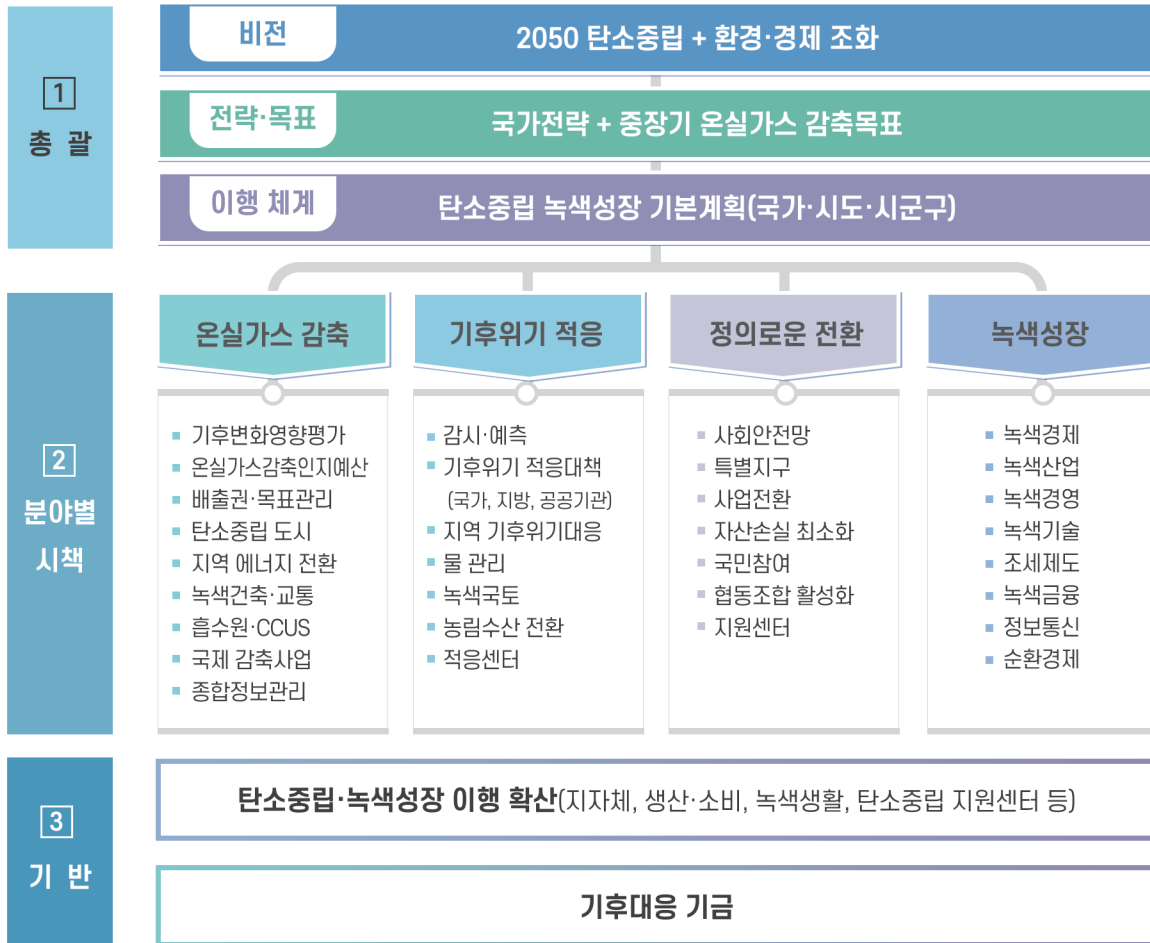 1
총 괄
비전
2050 탄소중립 + 환경·경제 조화
전략·목표
국가전략 + 중장기 온실가스 감축목표
이행 체계
탄소중립 녹색성장 기본계획(국가·시도·시군구)
2
분야별
시책
온실가스 감축
기후변화영향평가
온실가스감축인지예산
배출권·목표관리
탄소중립 도시
지역 에너지 전환
녹색건축·교통
흡수원·CCUS
국제 감축사업
종합정보관리
기후위기 적응
감시·예측
기후위기 적응대책
(국가, 지방, 공공기관)
지역 기후위기대응
물 관리
녹색국토
농림수산 전환
적응센터
정의로운 전환
사회안전망
특별지구
사업전환
자산손실 최소화
국민참여
협동조합 활성화
지원센터
녹색성장
녹색경제
녹색산업
녹색경영
녹색기술
조세제도
녹색금융
정보통신
순환경제
3
기 반
탄소중립·녹색성장 이행 확산(지자체, 생산·소비, 녹색생활, 탄소중립 지원센터 등)
기후대응 기금